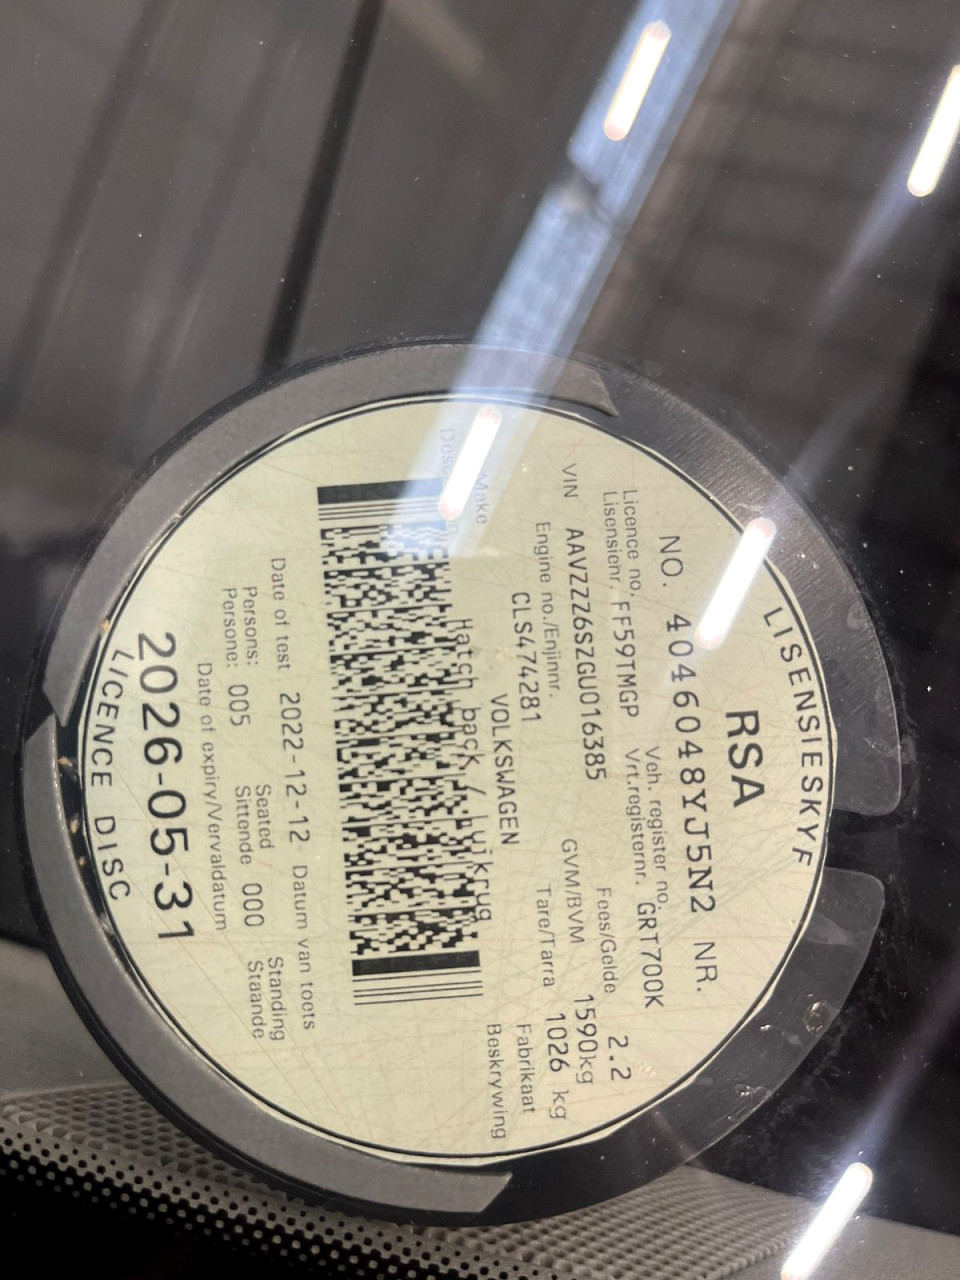 LISENSIESKYF
RSA
NO. 4046048YJ5N2 NR.
Licence no. Veh. register no.
Lisensienr. FF59TMGP Vrt.registernr. GRT700K
Fees/Gelde 2.2
VIN AAVZZZ6SZGU016385 GVM/BVM 1590kg
Engine no./Enjinnr. Tare/Tarra 1026 kg
CLS474281
Make VOLKSWAGEN Fabrikaat
Hatch back / Luikrug Beskrywing
Date of test 2022-12-12 Datum van toets
Persons: Seated Standing
Persone: 005 Sittende 000 Staande
Date of expiry/Vervaldatum
2026-05-31
LICENCE DISC